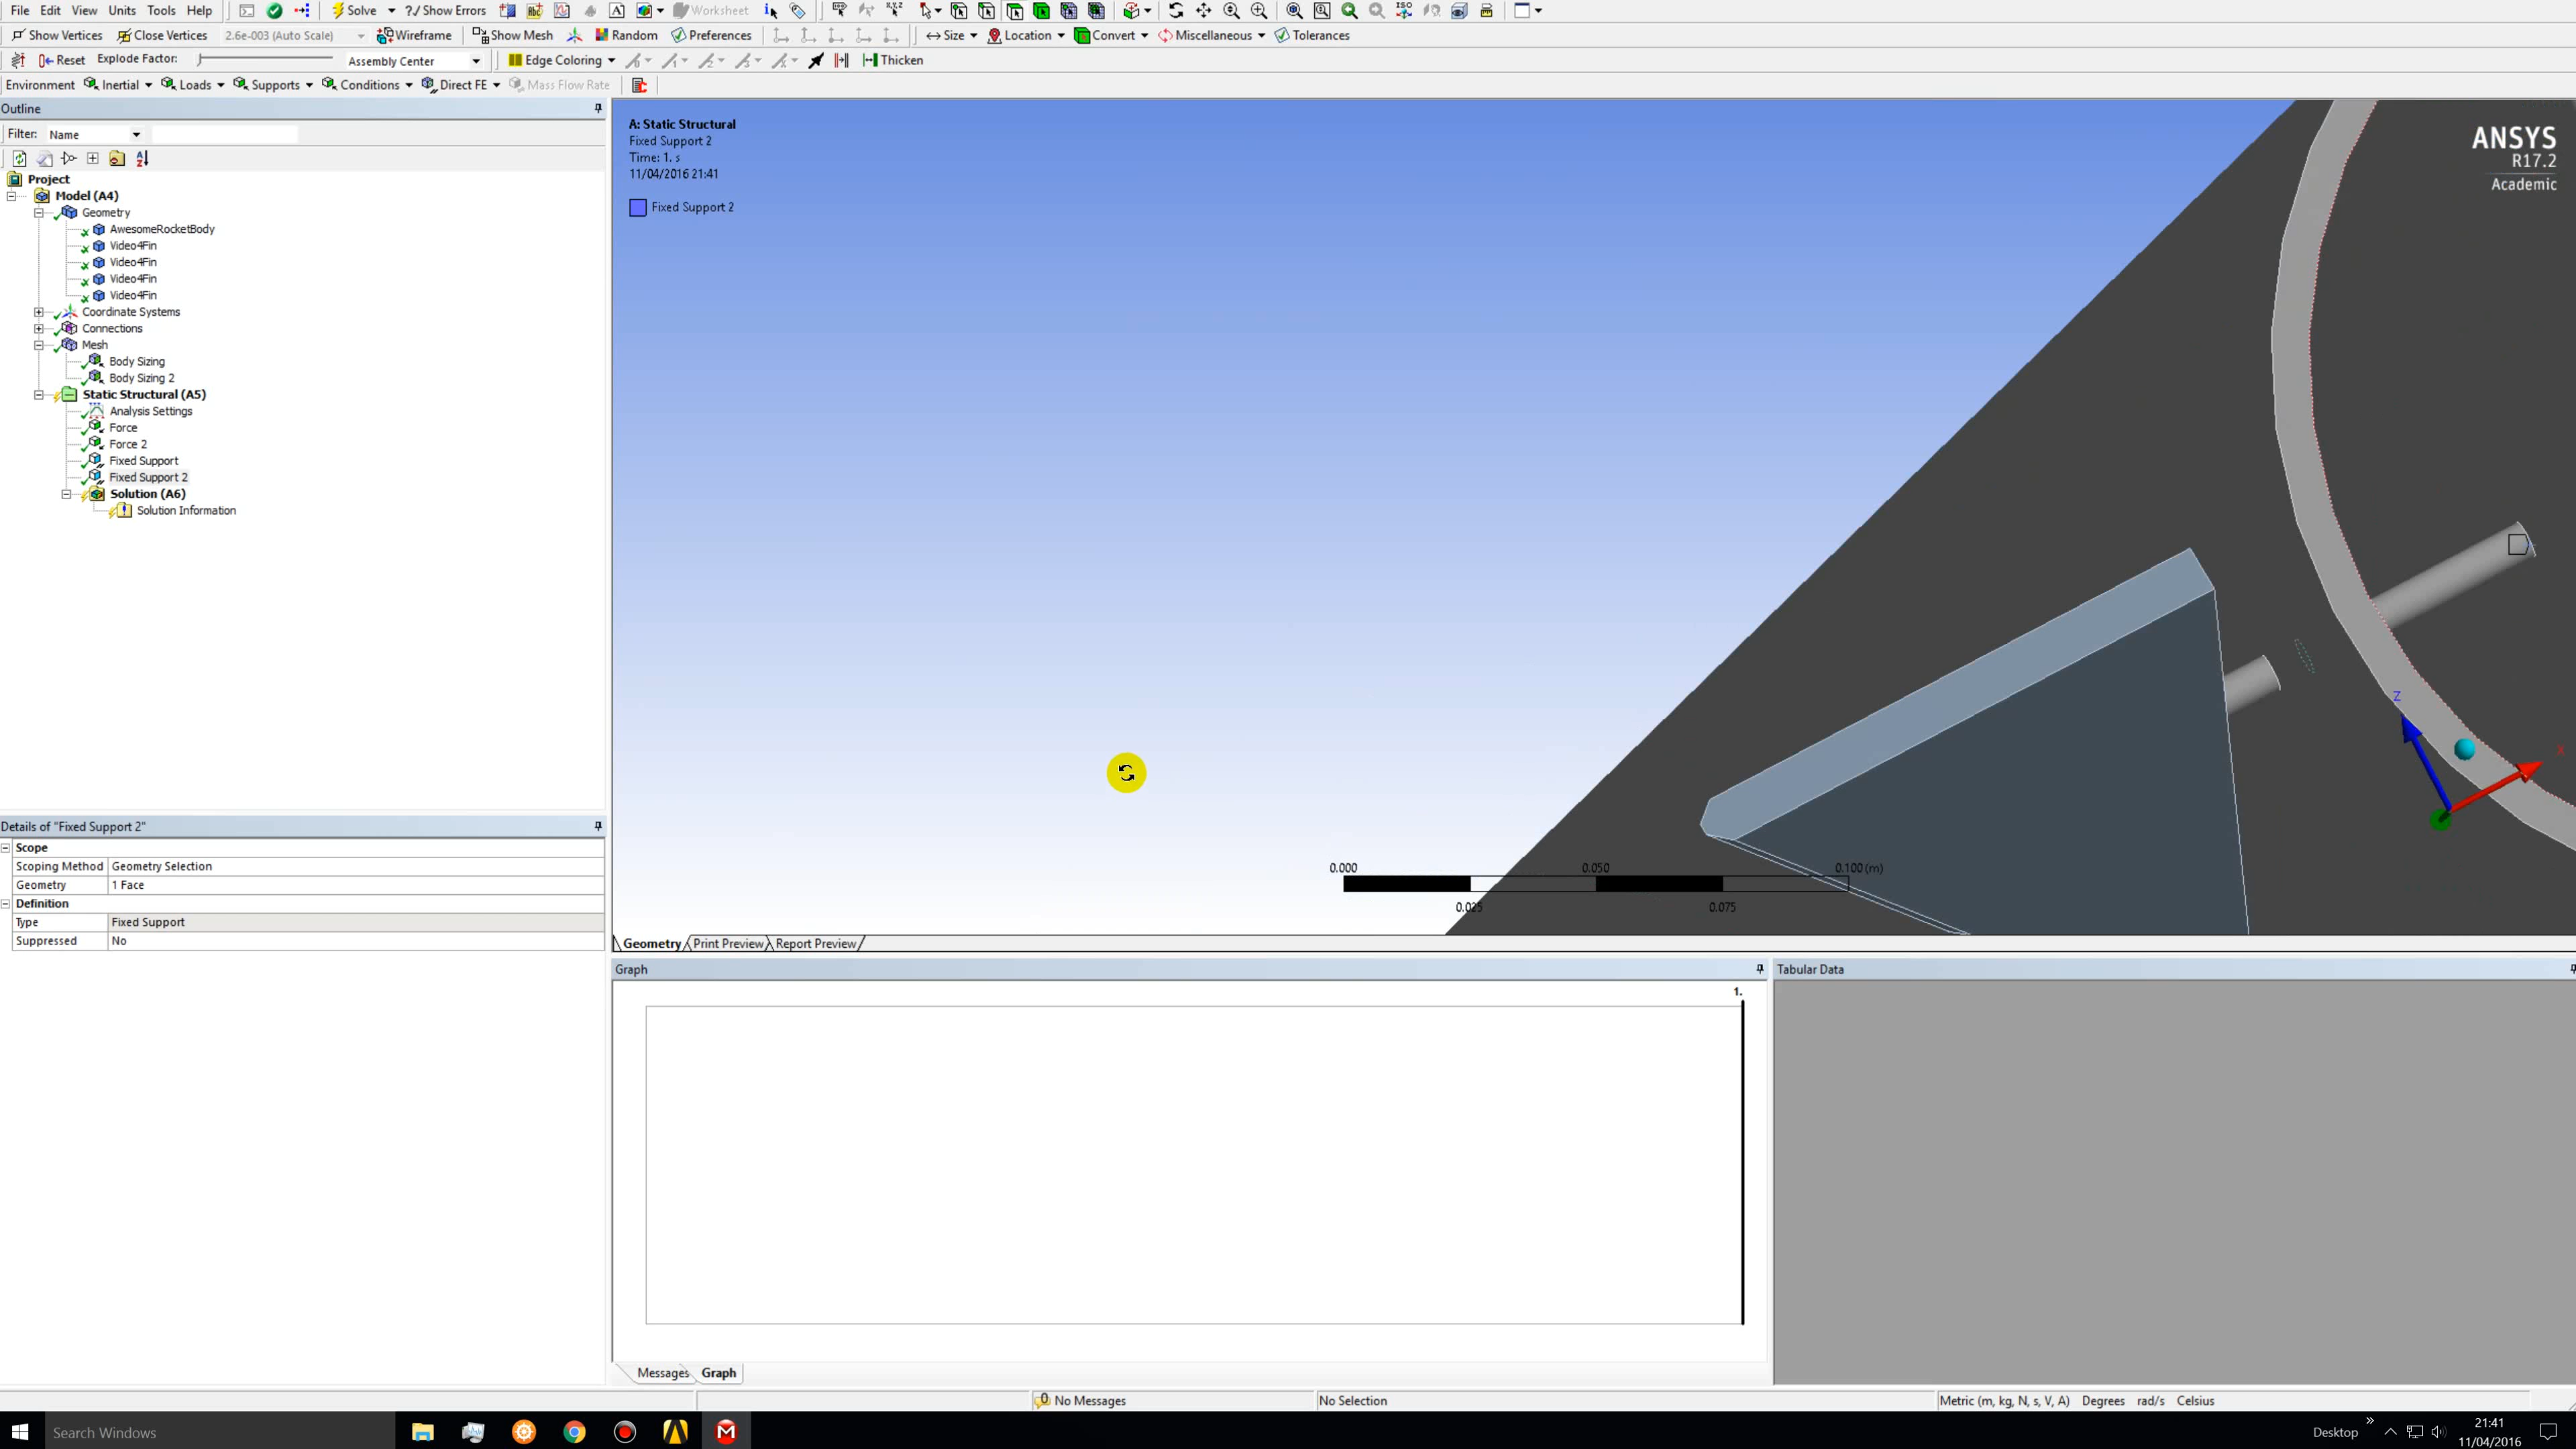 File Edit View Units Tools Help Solve ?/ Show Errors Worksheet
Show Vertices Close Vertices 2.6e-003 (Auto Scale) Wireframe Show Mesh Random Preferences Size Location Convert Miscellaneous Tolerances
Reset Explode Factor: Assembly Center Edge Coloring Thicken
Environment Inertial Loads Supports Conditions Direct FE Mass Flow Rate
Outline
Filter: Name
Project
Model (A4)
Geometry
AwesomeRocketBody
Video4Fin
Video4Fin
Video4Fin
Video4Fin
Coordinate Systems
Connections
Mesh
Body Sizing
Body Sizing 2
Static Structural (A5)
Analysis Settings
Force
Force 2
Fixed Support
Fixed Support 2
Solution (A6)
Solution Information
Details of "Fixed Support 2"
Scope
Scoping Method Geometry Selection
Geometry 1 Face
Definition
Type Fixed Support
Suppressed No
A: Static Structural
Fixed Support 2
Time: 1. s
11/04/2016 21:41
Fixed Support 2
ANSYS
R17.2
Academic
Z
X
0.000 0.050 0.100 (m)
0.025 0.075
Geometry Print Preview Report Preview
Graph
1.
Tabular Data
Messages Graph
No Messages No Selection Metric (m, kg, N, s, V, A) Degrees rad/s Celsius
Search Windows
Desktop
21:41
11/04/2016